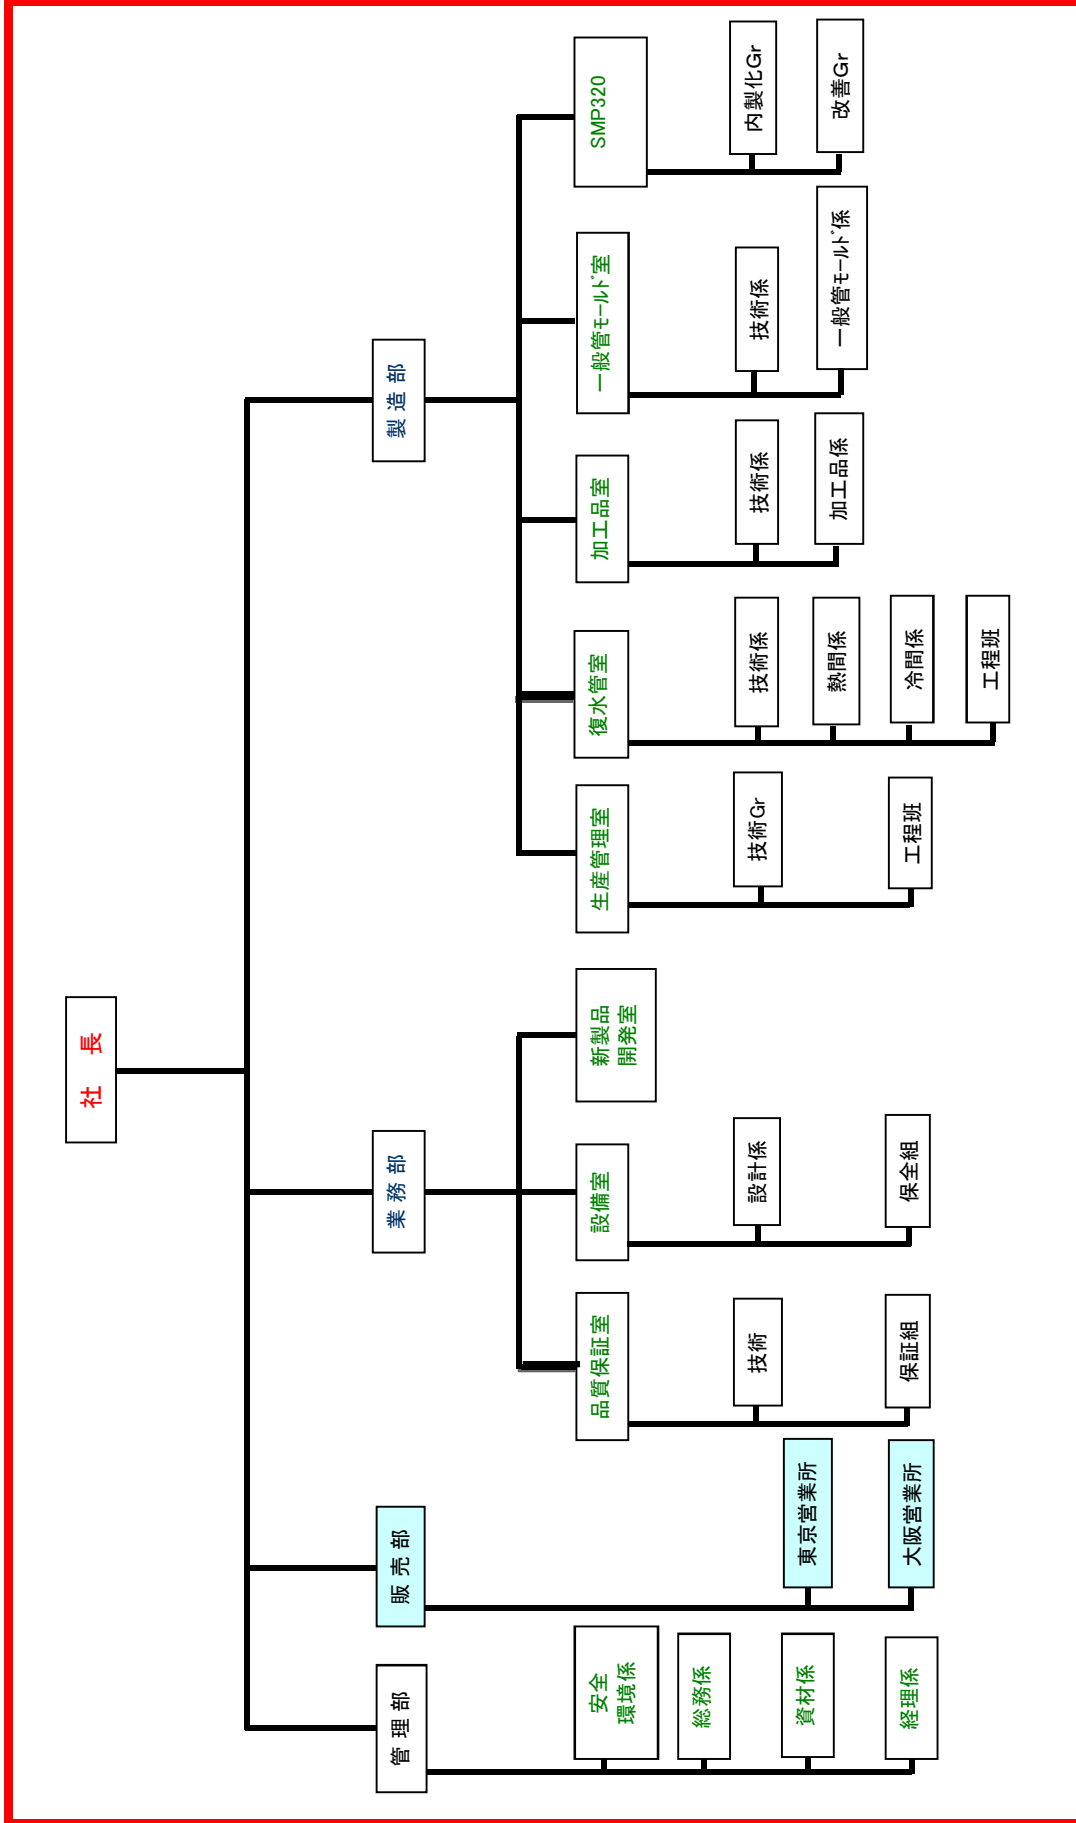 社　長
管 理 部
販 売 部
業 務 部
製 造 部
安全
環境係
総務係
資材係
経理係
東京営業所
大阪営業所
品質保証室
技術
保証組
設備室
設計係
保全組
新製品
開発室
生産管理室
技術Gr
工程班
復水管室
技術係
熱間係
冷間係
工程班
加工品室
技術係
加工品係
一般管ﾓｰﾙﾄﾞ室
技術係
一般管ﾓｰﾙﾄﾞ係
SMP320
内製化Gr
改善Gr